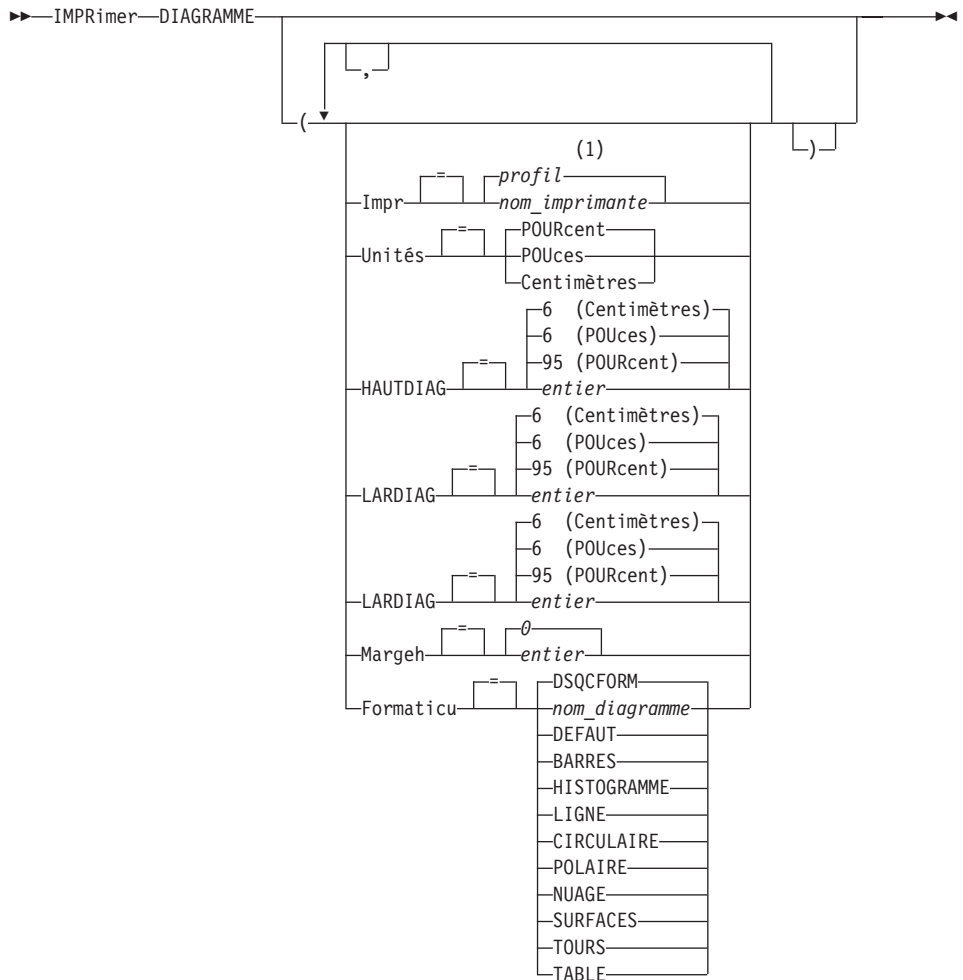 IMPRimer DIAGRAMME
,
(
)
(1)
Impr = profil
nom_imprimante
Unités = POURcent
POUces
Centimètres
6 (Centimètres)
6 (POUces)
95 (POURcent)
HAUTDIAG = entier
6 (Centimètres)
6 (POUces)
95 (POURcent)
LARDIAG = entier
6 (Centimètres)
6 (POUces)
95 (POURcent)
LARDIAG = entier
Margeh = 0
entier
Formaticu = DSQCFORM
nom_diagramme
DEFAUT
BARRES
HISTOGRAMME
LIGNE
CIRCULAIRE
POLAIRE
NUAGE
SURFACES
TOURS
TABLE